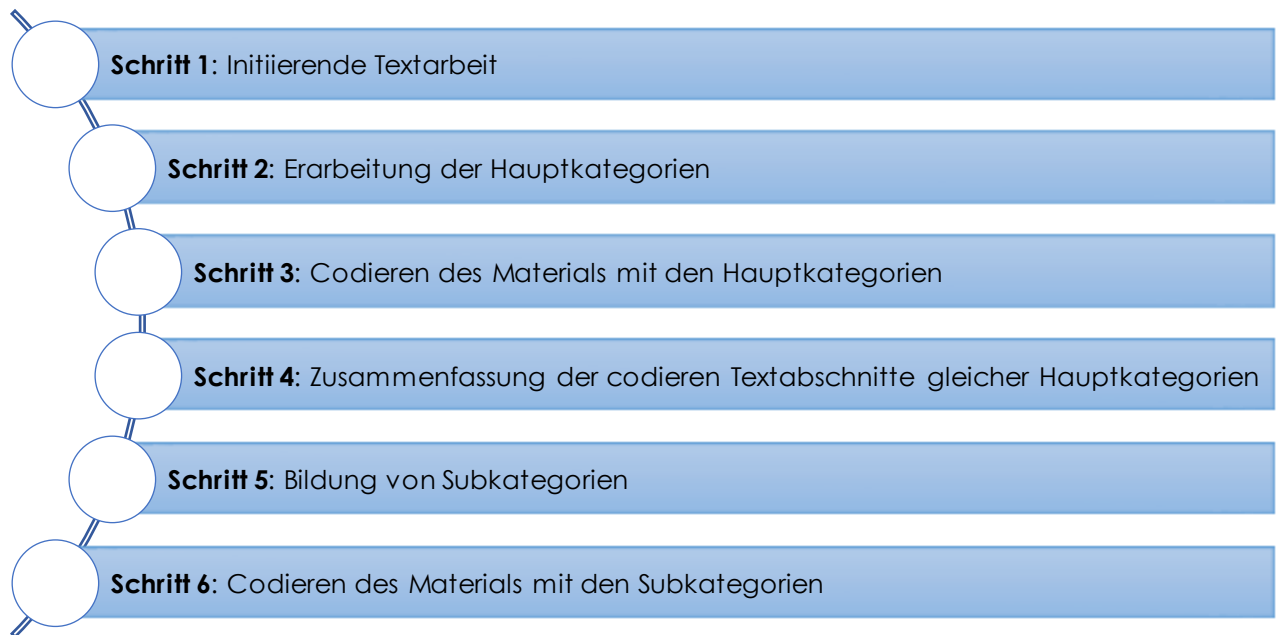 Schritt 1: Initiierende Textarbeit
Schritt 2: Erarbeitung der Hauptkategorien
Schritt 3: Codieren des Materials mit den Hauptkategorien
Schritt 4: Zusammenfassung der codieren Textabschnitte gleicher Hauptkategorien
Schritt 5: Bildung von Subkategorien
Schritt 6: Codieren des Materials mit den Subkategorien